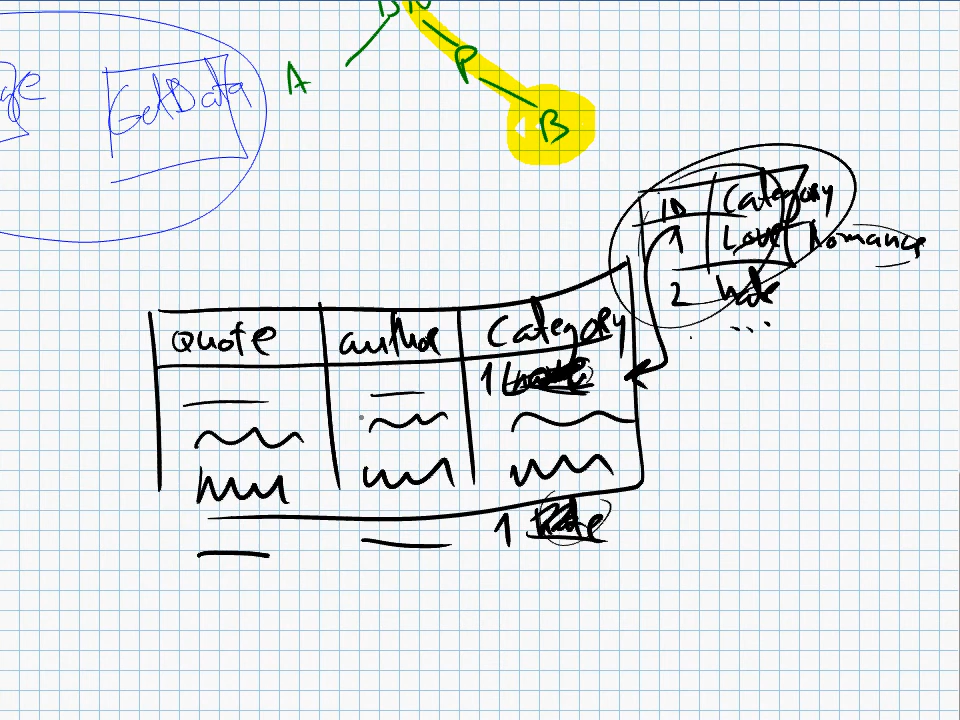 GetData
A
P
B
ID Category
1 Love Romance
2 hate
...
Quote author Category
1
1